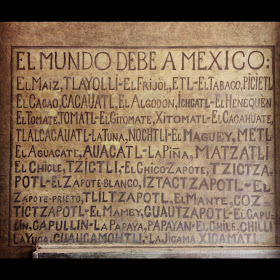 EL MUNDO DEBE A MEXICO:
EL MAIZ, TLAYOLLI-EL FRIJOL, ETL-EL TABACO, PICIETL
EL CACAO, CACAUATL, EL ALGODON, ICHCATL-EL HENEQUEN
EL TOMATE, TOMATL-EL GITOMATE, XITOMATL-EL CACAHUATE,
TLALCACAUATL-LA TUNA, NOCHTLI-EL MAGUEY, METL
EL AGUACATE, AUACATL-LA PIÑA, MATZATLI
EL CHICLE, TZICTLI-EL CHICOZAPOTE, TZICTZA-
POTL-EL ZAPOTE BLANCO, IZTACTZAPOTL-EL
ZAPOTE-PRIETO, TLILTZAPOTL, EL MANTE, COZ-
TICTZAPOTL-EL MAMEY, CUAUTZAPOTL-EL CAPU-
LIN, CAPULLIN-LA PAPAYA, PAPAYAN-EL CHILE, CHILLI
LA YUCA, CUAUCAMOHTLI-LA JICAMA, XICAMATL